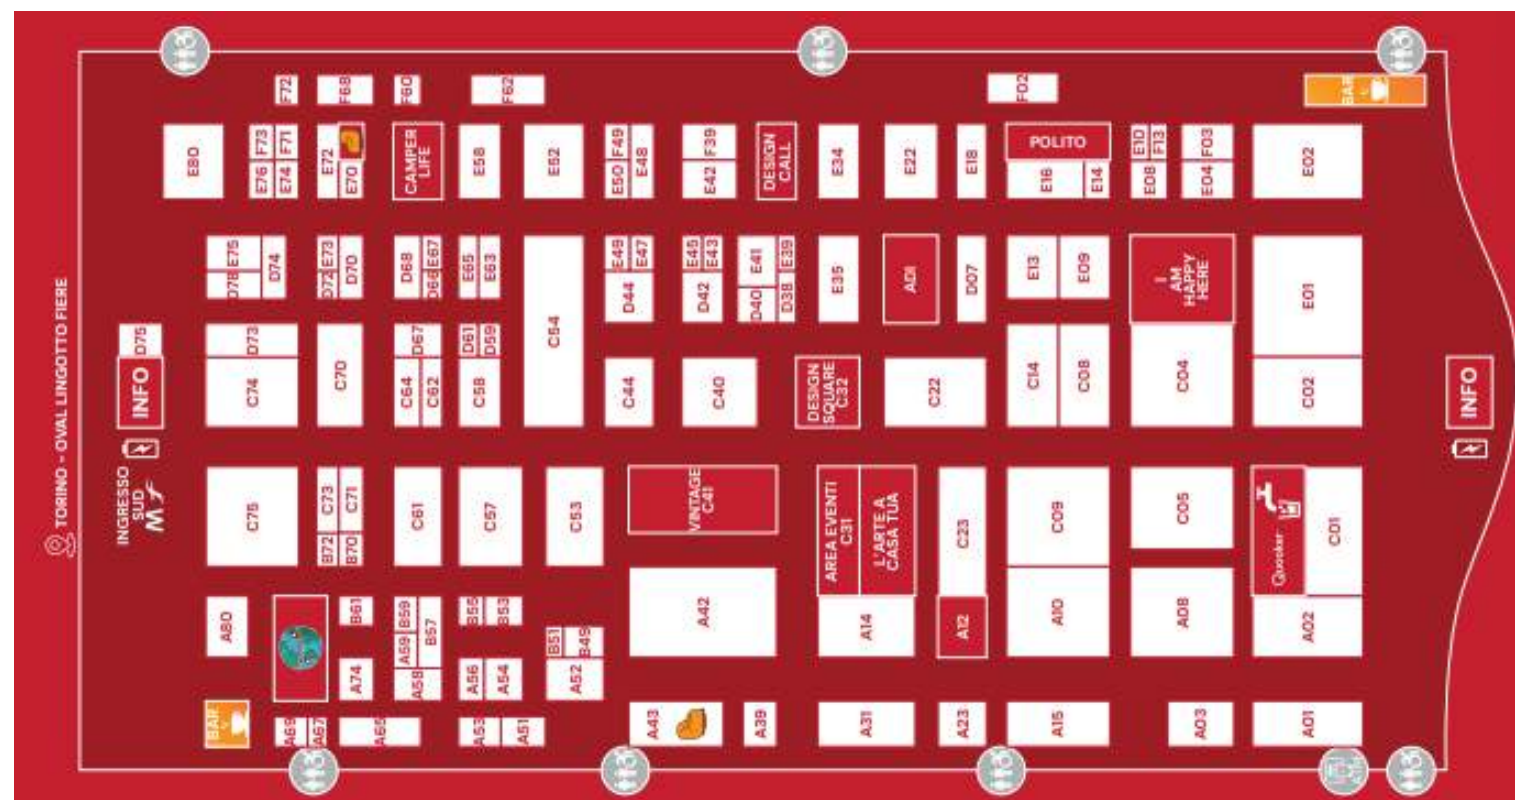 TORINO - OVAL LINGOTTO FIERE
INGRESSO
SUD
M
INFO
D75
F72
F68
F60
F62
F02
BAR
E80
E76
F73
E74
F71
E72
E70
CAMPER
LIFE
E58
E52
E50
F49
E48
E42
F39
DESIGN
CALL
E34
E22
E18
POLITO
E16
E14
E10
F13
E08
E04
F03
E02
D78
E75
D74
D72
E73
D70
D68
D66
E67
E65
E63
C54
E49
E47
D44
E45
E43
D42
E41
E39
D40
D38
E35
ADI
D07
E13
E09
I
AM
HAPPY
HERE
E01
D73
C74
C70
D67
C64
C62
D61
D59
C58
C44
C40
DESIGN
SQUARE
C32
C22
C14
C08
C04
C02
INFO
C75
C73
C71
B72
B70
C61
C57
C53
VINTAGE
C41
AREA EVENTI
C31
L'ARTE A
CASA TUA
C23
C09
C05
Quooker
C01
A80
B61
A74
B59
A59
B57
A58
B55
B53
A56
A54
B51
B49
A52
A42
A14
A12
A10
A08
A02
BAR
A69
A67
A65
A53
A51
A43
A39
A31
A23
A15
A03
A01